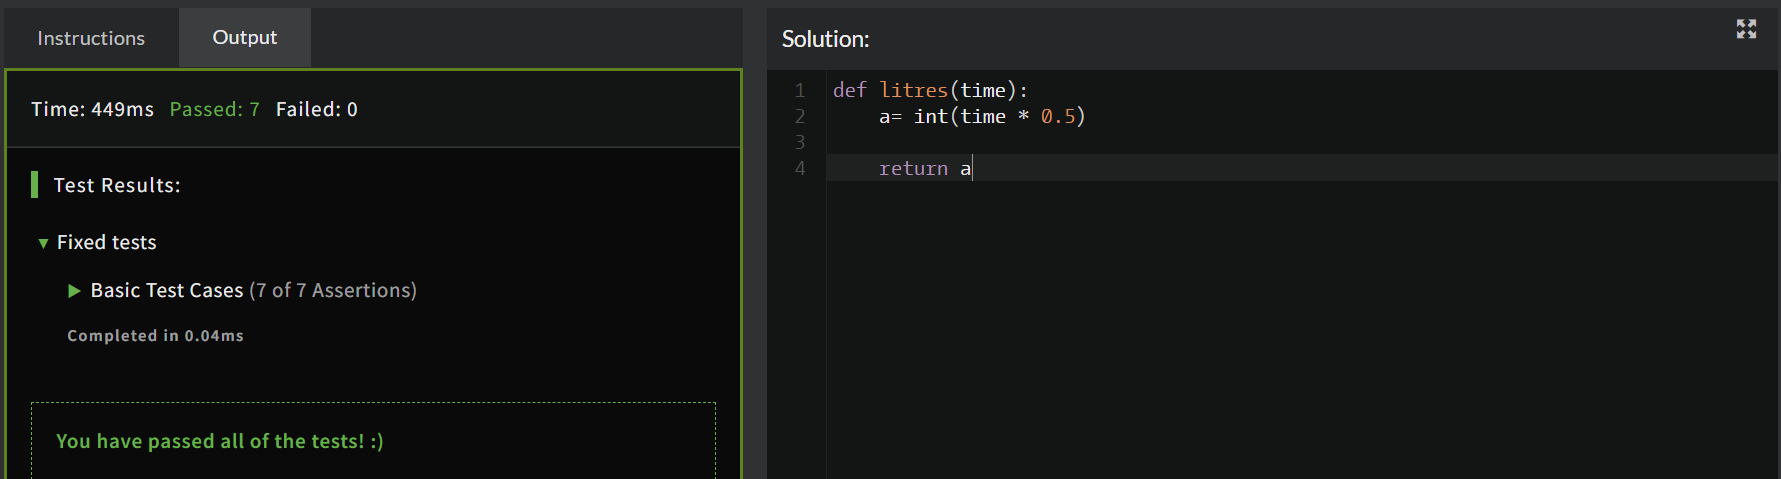 Instructions
Output
Time: 449ms Passed: 7 Failed: 0
Test Results:
Fixed tests
Basic Test Cases (7 of 7 Assertions)
Completed in 0.04ms
You have passed all of the tests! :)
Solution:
1 def litres(time):
2     a= int(time * 0.5)
3
4     return a